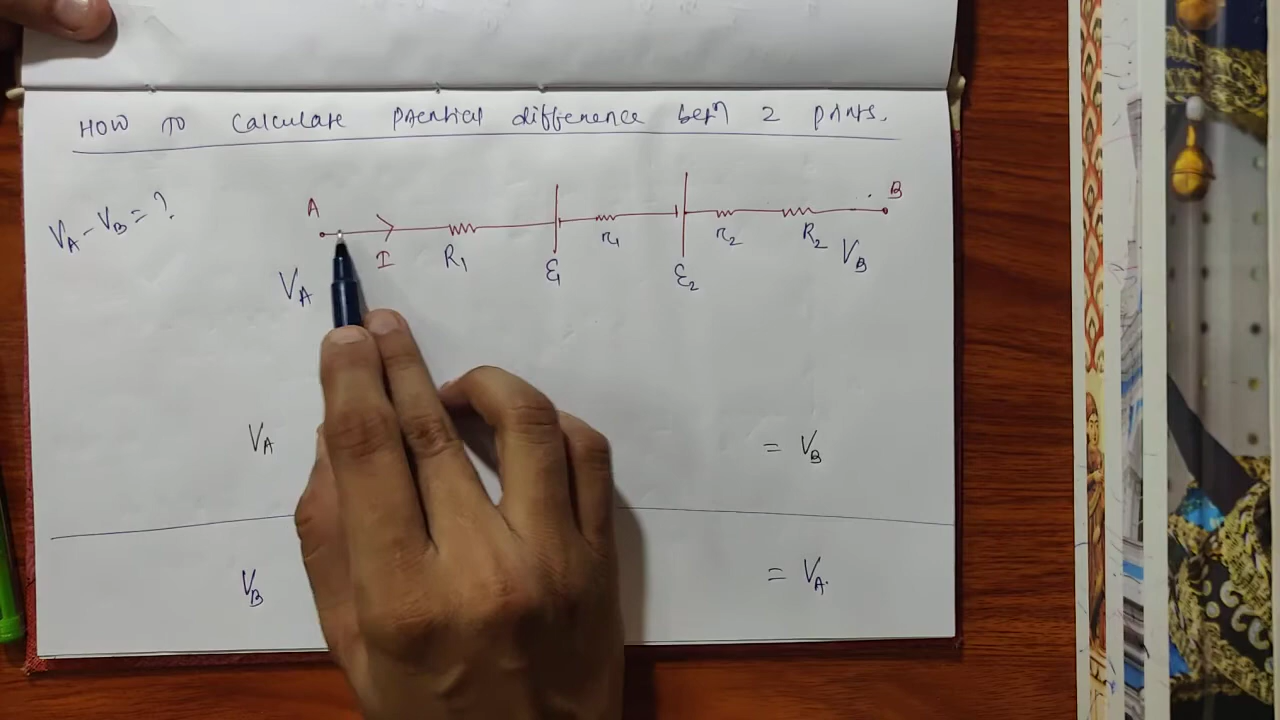 HOW TO Calculate potential difference betn 2 points.
VA - VB = ?
A B
I R1 r1 r2 R2
VA ε1 ε2 VB
VA = VB
VB = VA.